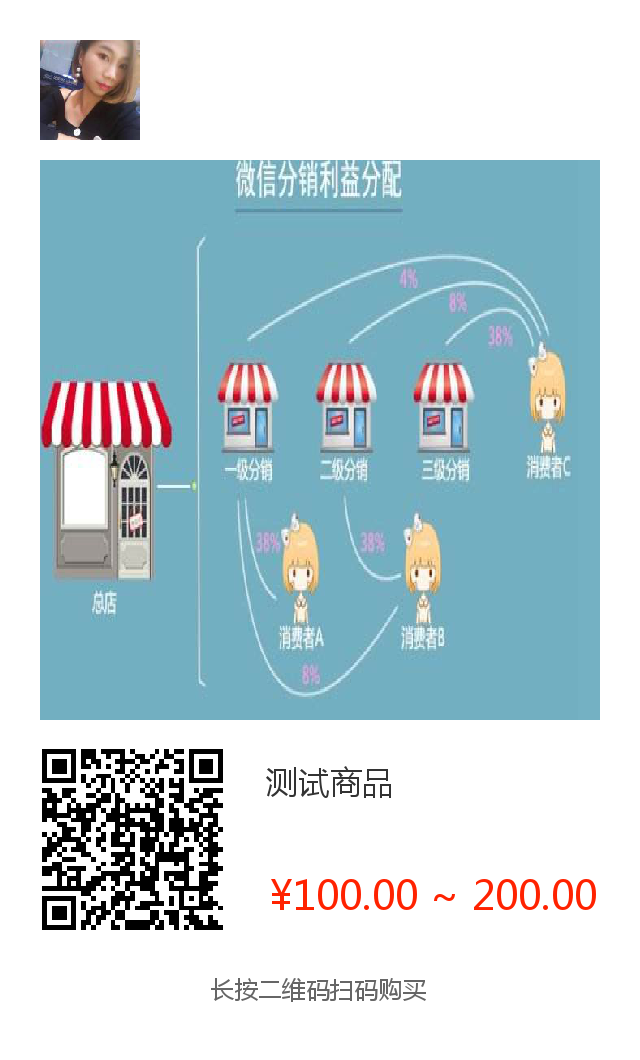 微信分销利益分配
4%
8%
38%
一级分销
二级分销
三级分销
消费者C
38%
38%
总店
消费者A
消费者B
8%
测试商品
¥100.00 ~ 200.00
长按二维码扫码购买